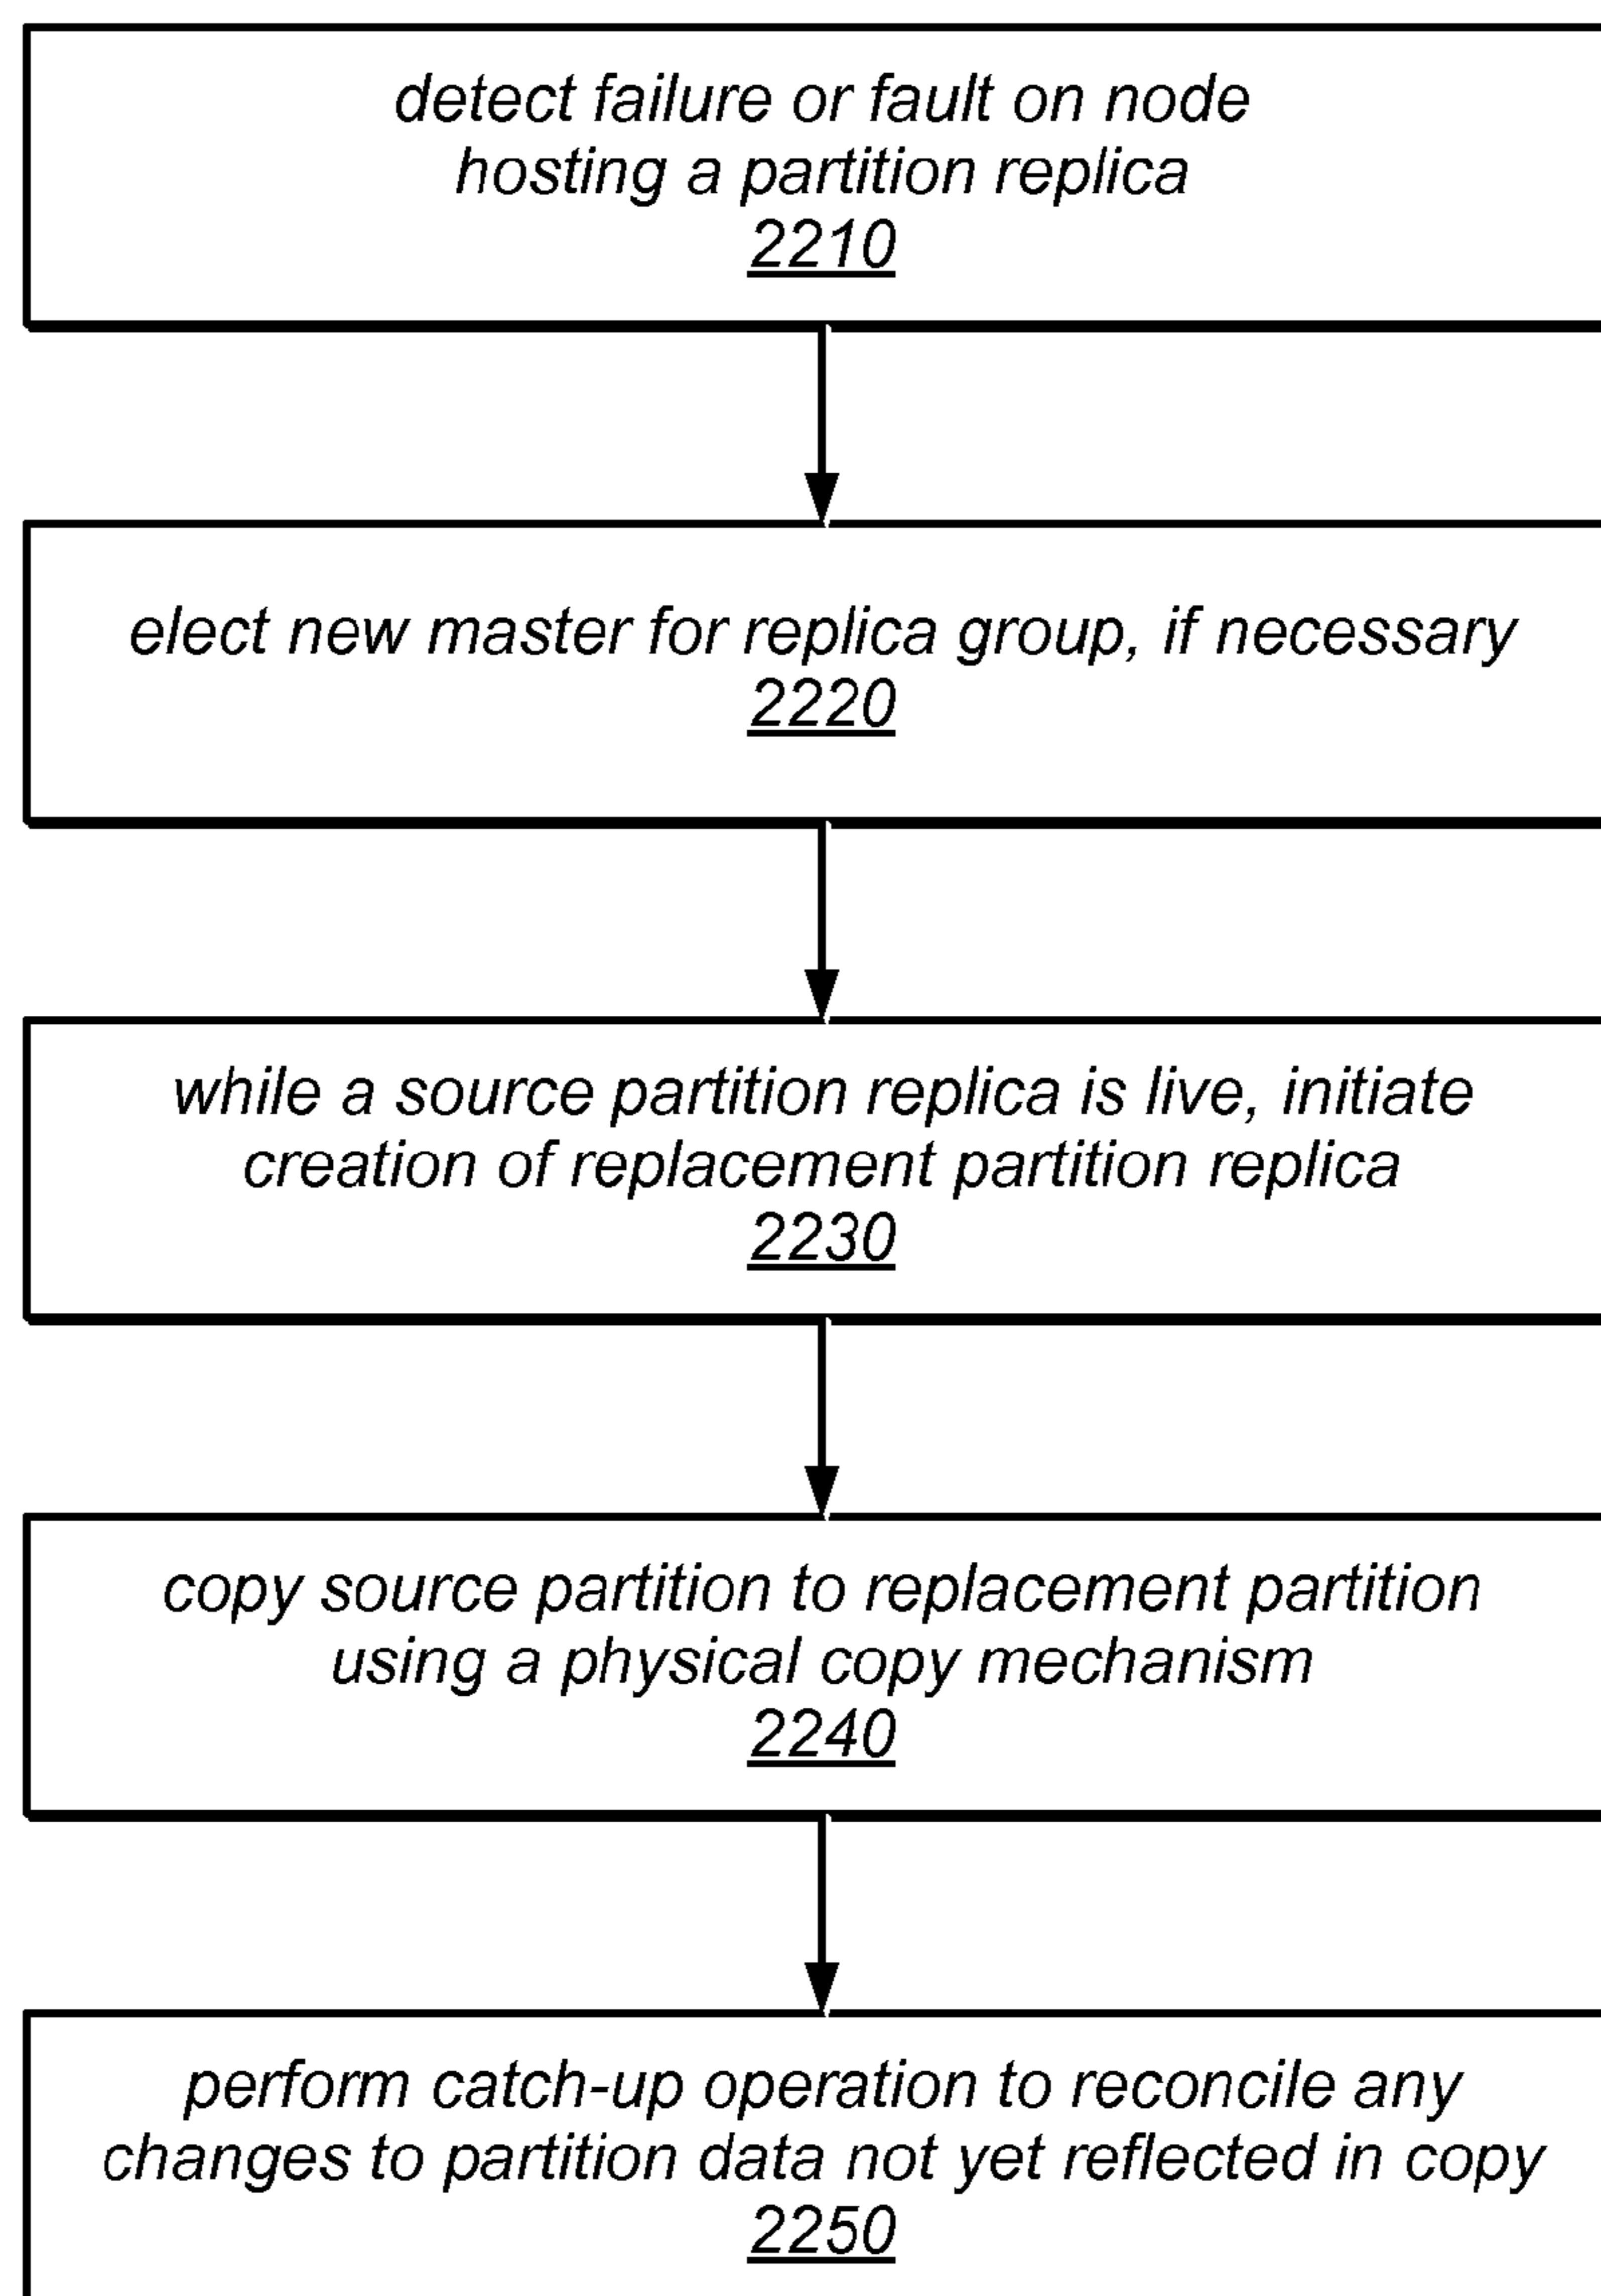 detect failure or fault on node
hosting a partition replica
2210
elect new master for replica group, if necessary
2220
while a source partition replica is live, initiate
creation of replacement partition replica
2230
copy source partition to replacement partition
using a physical copy mechanism
2240
perform catch-up operation to reconcile any
changes to partition data not yet reflected in copy
2250